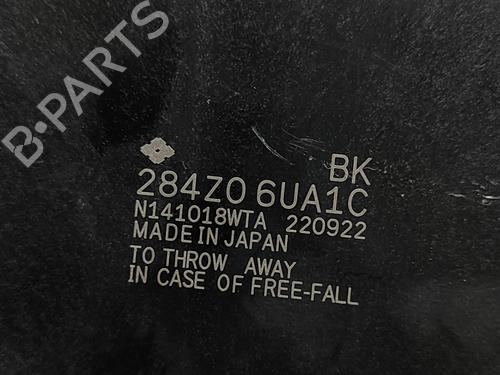 B-PARTS
BK
284Z0 6UA1C
N141018WTA 220922
MADE IN JAPAN
TO THROW AWAY
IN CASE OF FREE-FALL